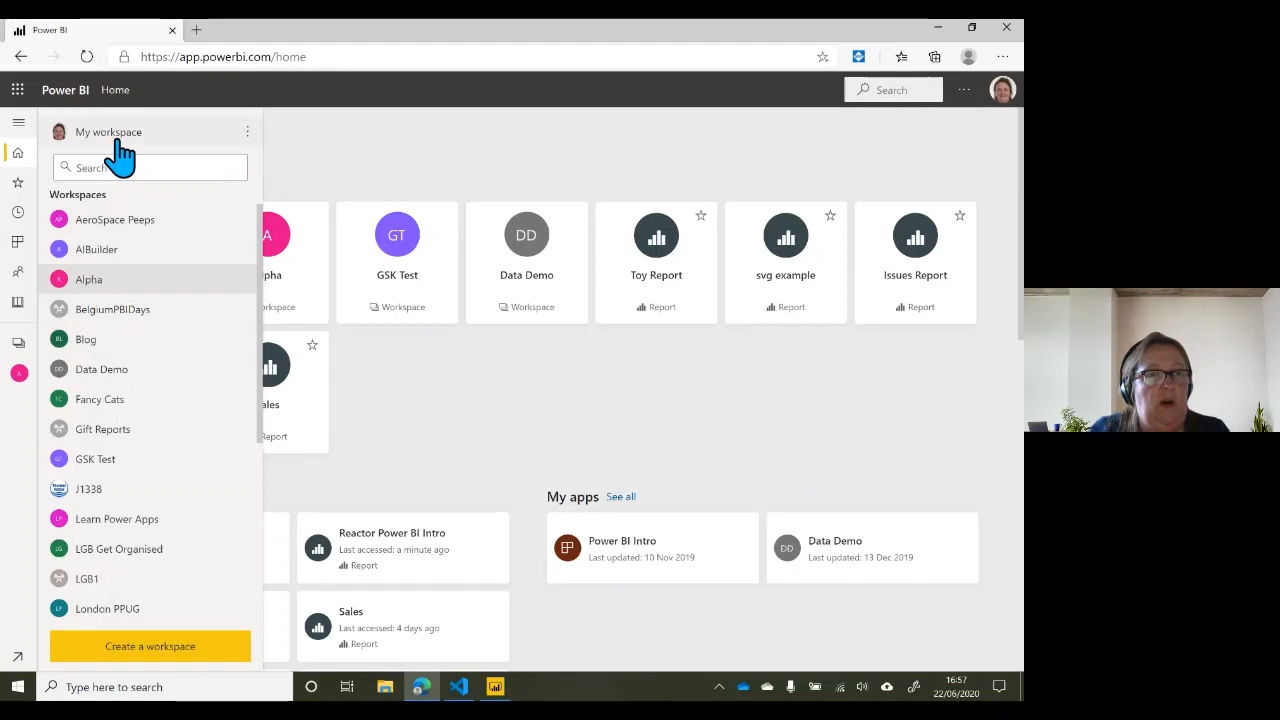 Power BI
https://app.powerbi.com/home
Power BI Home
Search
My workspace
Search
Workspaces
AeroSpace Peeps
AIBuilder
Alpha
BelgiumPBIDays
Blog
Data Demo
Fancy Cats
Gift Reports
GSK Test
J1338
Learn Power Apps
LGB Get Organised
LGB1
London PPUG
Create a workspace
GSK Test
Workspace
Data Demo
Workspace
Toy Report
Report
svg example
Report
Issues Report
Report
GT
DD
Reactor Power BI Intro
Last accessed: a minute ago
Report
Sales
Last accessed: 4 days ago
Report
My apps See all
Power BI Intro
Last updated: 10 Nov 2019
DD
Data Demo
Last updated: 13 Dec 2019
Type here to search
16:57
22/06/2020